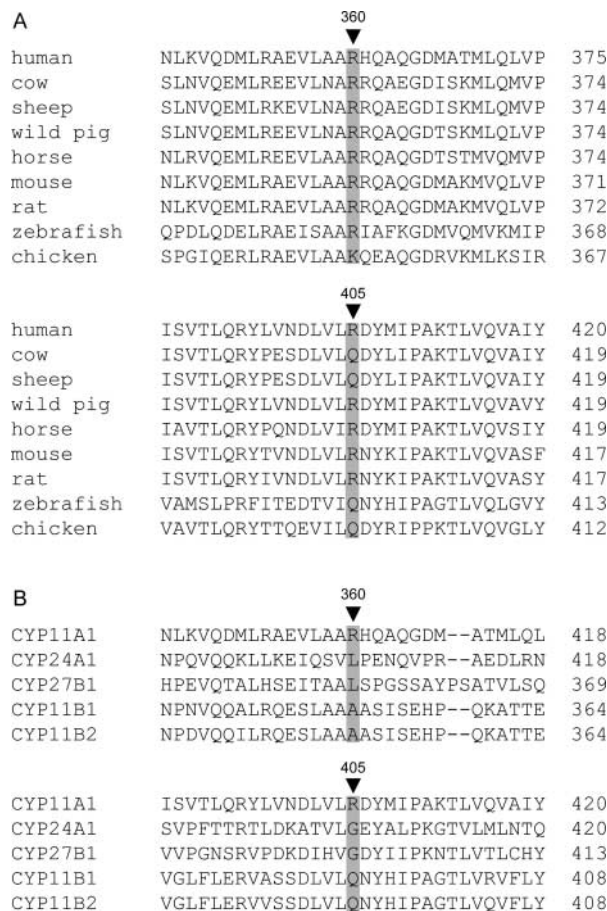 A
360
human NLKVQDMLRAEVLAARHQAQGDMATMLQLVP 375
cow SLNVQEMLRAEVLNARRQAEGDISKMLQMVP 374
sheep SLNVQEMLRKEVLNARRQAEGDISKMLQMVP 374
wild pig SLNVQEMLREEVLNARRQAQGDTSKMLQMVP 374
horse NLRVQEMLREEVLAARRQAQGDTSTMVQMVP 374
mouse NLKVQEMLREEVLAARRQAQGDMAKMVQLVP 371
rat NLKVQEMLREEVLAARRQAQGDMAKMVQLVP 372
zebrafish QPDLQDELRAEISAARIAFKGDMVQMVKMIP 368
chicken SPGIQERLRAEVLAAKQEAQGDRVKMLKSIR 367
405
human ISVTLQRYLVNDLVLRDYMIPAKTLVQVAIY 420
cow ISVTLQRYPESDLVLQDYLIPAKTLVQVAIY 419
sheep ISVTLQRYPESDLVLQDYLIPAKTLVQVAIY 419
wild pig ISVTLQRYLVNDLVLRDYMIPAKTLVQVAVY 419
horse IAVTLQRYPQNDLVIRDYMIPAKTLVQVSIY 419
mouse ISVTLQRYTVNDLVLRNYKIPAKTLVQVASF 417
rat ISVTLQRYIVNDLVLRNYKIPAKTLVQVASY 417
zebrafish VAMSLPRFITEDTVIQNYHIPAGTLVQLGVY 413
chicken VAVTLQRYTTQEVILQDYRIPPKTLVQVGLY 412
B
360
CYP11A1 NLKVQDMLRAEVLAARHQAQGDM--ATMLQL 418
CYP24A1 NPQVQQKLLKEIQSVLPENQVPR--AEDLRN 418
CYP27B1 HPEVQTALHSEITAALSPGSSAYPSATVLSQ 369
CYP11B1 NPNVQQALRQESLAAAASISEHP--QKATTE 364
CYP11B2 NPDVQQILRQESLAAAASISEHP--QKATTE 364
405
CYP11A1 ISVTLQRYLVNDLVLRDYMIPAKTLVQVAIY 420
CYP24A1 SVPFTTRTLDKATVLGEYALPKGTVLMLNTQ 420
CYP27B1 VVPGNSRVPDKDIHVGDYIIPKNTLVTLCHY 413
CYP11B1 VGLFLERVASSDLVLQNYHIPAGTLVRVFLY 408
CYP11B2 VGLFLERVVSSDLVLQNYHIPAGTLVQVFLY 408